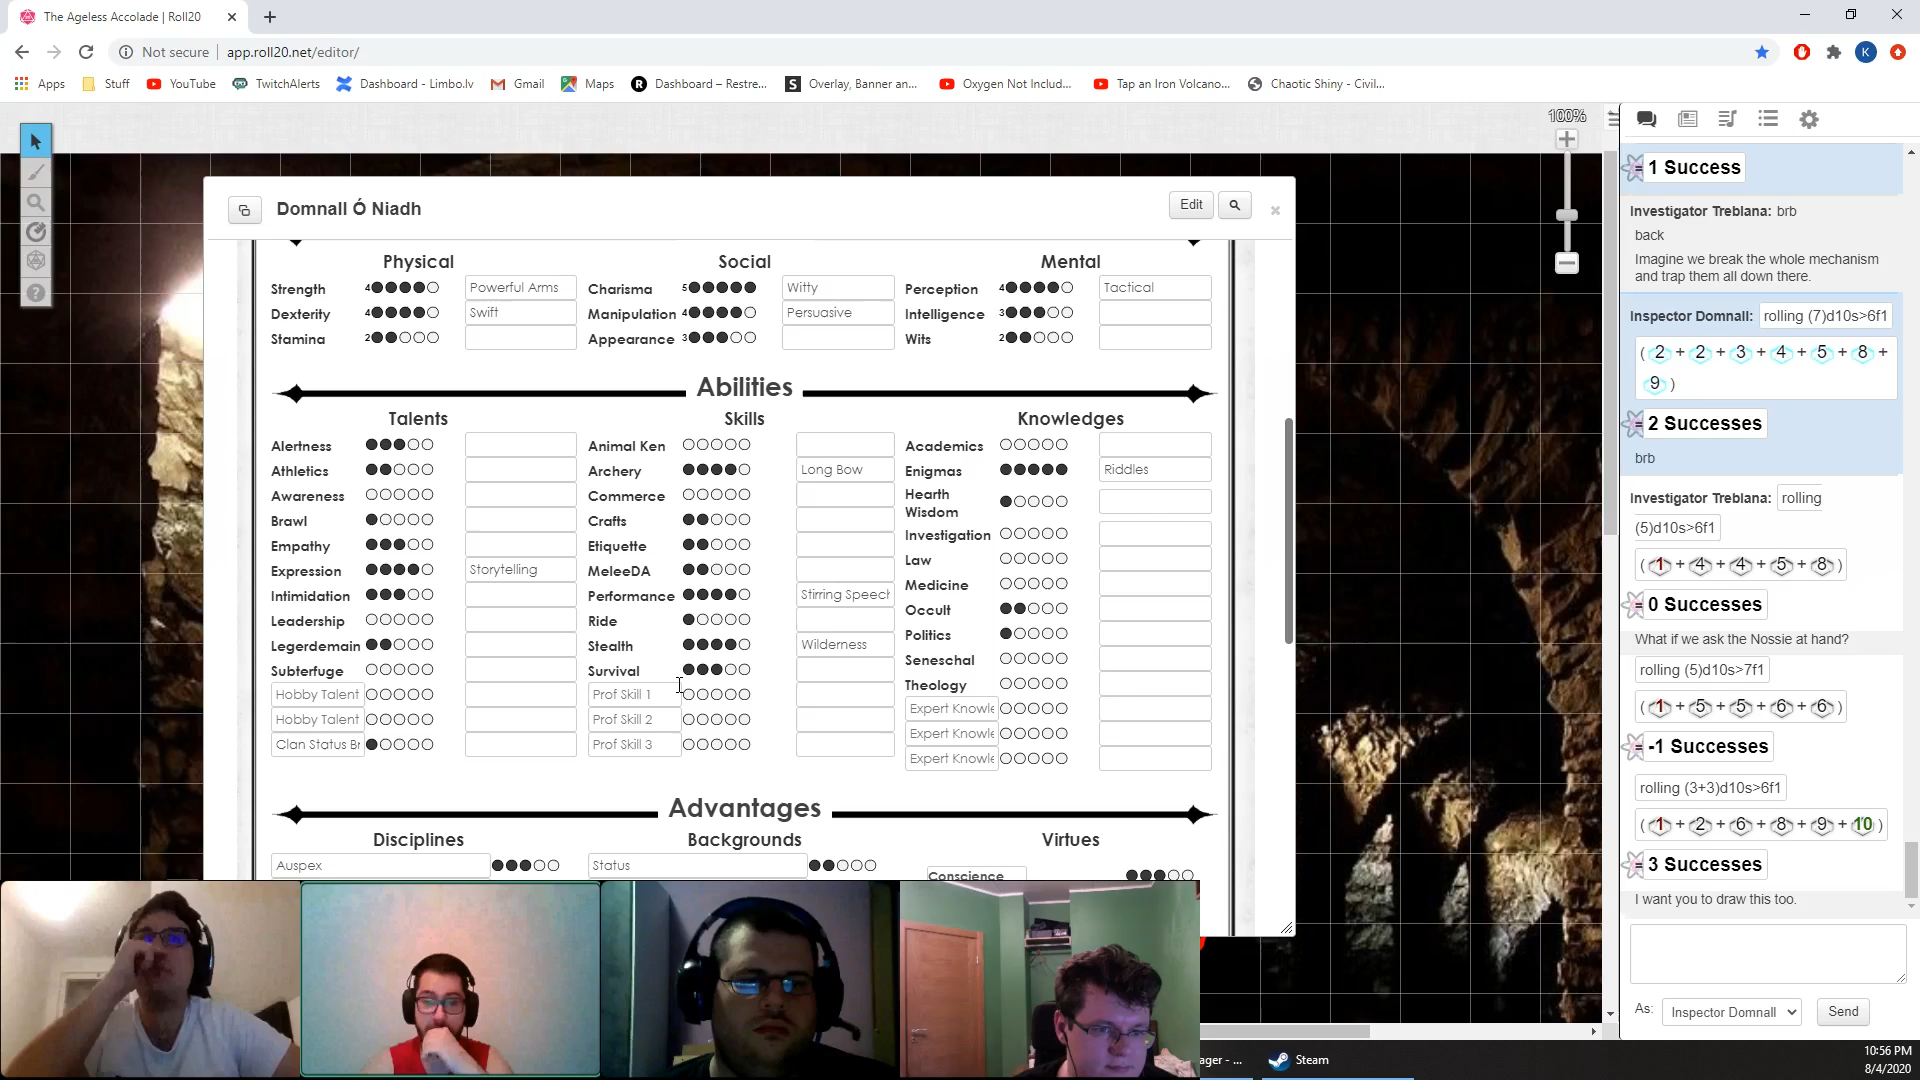 The Ageless Accolade | Roll20
Not secure
app.roll20.net/editor/
K
Apps
Stuff
YouTube
TwitchAlerts
Dashboard - Limbo.lv
Gmail
Maps
Dashboard – Restre...
Overlay, Banner an...
Oxygen Not Includ...
Tap an Iron Volcano...
Chaotic Shiny - Civil...
100%
Domnall Ó Niadh
Edit
Physical Social Mental
Strength 4 Powerful Arms Charisma 5 Witty Perception 4 Tactical
Dexterity 4 Swift Manipulation 4 Persuasive Intelligence 3
Stamina 2 Appearance 3 Wits 2
Abilities
Talents Skills Knowledges
Alertness Animal Ken Academics
Athletics Archery Long Bow Enigmas Riddles
Awareness Commerce Hearth Wisdom
Brawl Crafts Investigation
Empathy Etiquette Law
Expression Storytelling MeleeDA Medicine
Intimidation Performance Stirring Speech Occult
Leadership Ride Politics
Legerdemain Stealth Wilderness Seneschal
Subterfuge Survival Theology
Hobby Talent Prof Skill 1 Expert Knowle
Hobby Talent Prof Skill 2 Expert Knowle
Clan Status Br Prof Skill 3 Expert Knowle
Advantages
Disciplines Backgrounds Virtues
Auspex Status Conscience
= 1 Success
Investigator Treblana: brb
back
Imagine we break the whole mechanism
and trap them all down there.
Inspector Domnall: rolling (7)d10s>6f1
(2 + 2 + 3 + 4 + 5 + 8 +
9)
= 2 Successes
brb
Investigator Treblana: rolling
(5)d10s>6f1
(1 + 4 + 4 + 5 + 8)
= 0 Successes
What if we ask the Nossie at hand?
rolling (5)d10s>7f1
(1 + 5 + 5 + 6 + 6)
= -1 Successes
rolling (3+3)d10s>6f1
(1 + 2 + 6 + 8 + 9 + 10)
= 3 Successes
I want you to draw this too.
As: Inspector Domnall Send
ager - ...
Steam
10:56 PM
8/4/2020